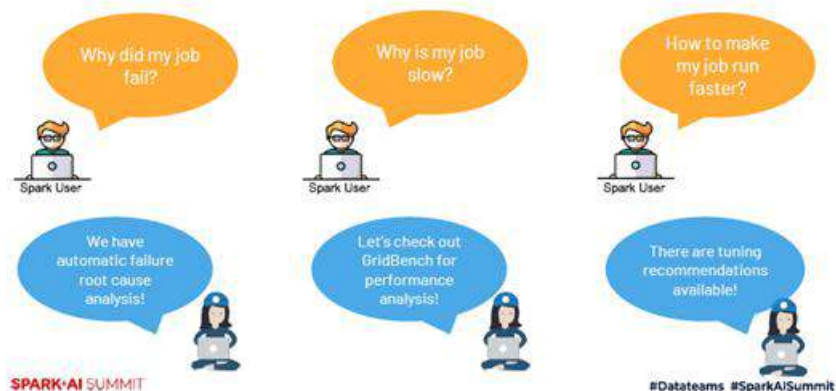 Why did my job
fail?
Why is my job
slow?
How to make
my job run
faster?
Spark User
Spark User
Spark User
We have
automatic failure
root cause
analysis!
Let's check out
GridBench for
performance
analysis!
There are tuning
recommendations
available!
SPARK+AI SUMMIT
#Datateams #SparkAISummit